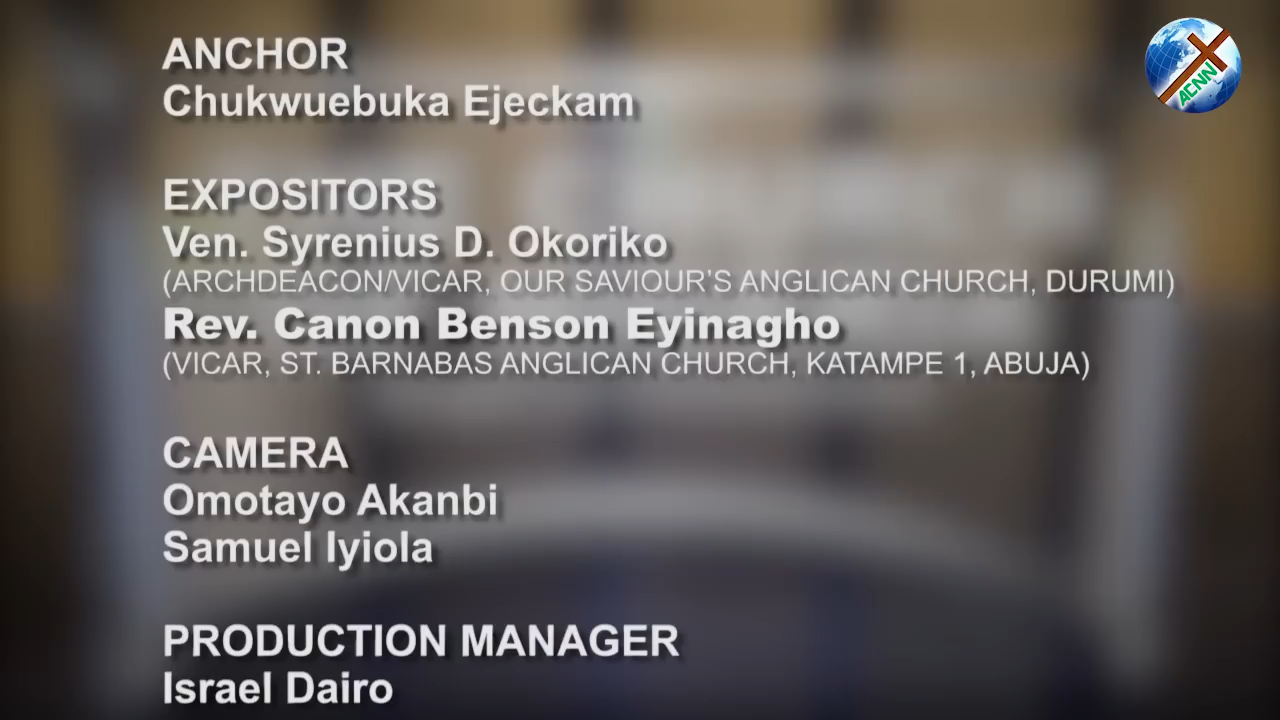 ANCHOR
Chukwuebuka Ejeckam
EXPOSITORS
Ven. Syrenius D. Okoriko
(ARCHDEACON/VICAR, OUR SAVIOUR’S ANGLICAN CHURCH, DURUMI)
Rev. Canon Benson Eyinagho
(VICAR, ST. BARNABAS ANGLICAN CHURCH, KATAMPE 1, ABUJA)
CAMERA
Omotayo Akanbi
Samuel Iyiola
PRODUCTION MANAGER
Israel Dairo
ACNN